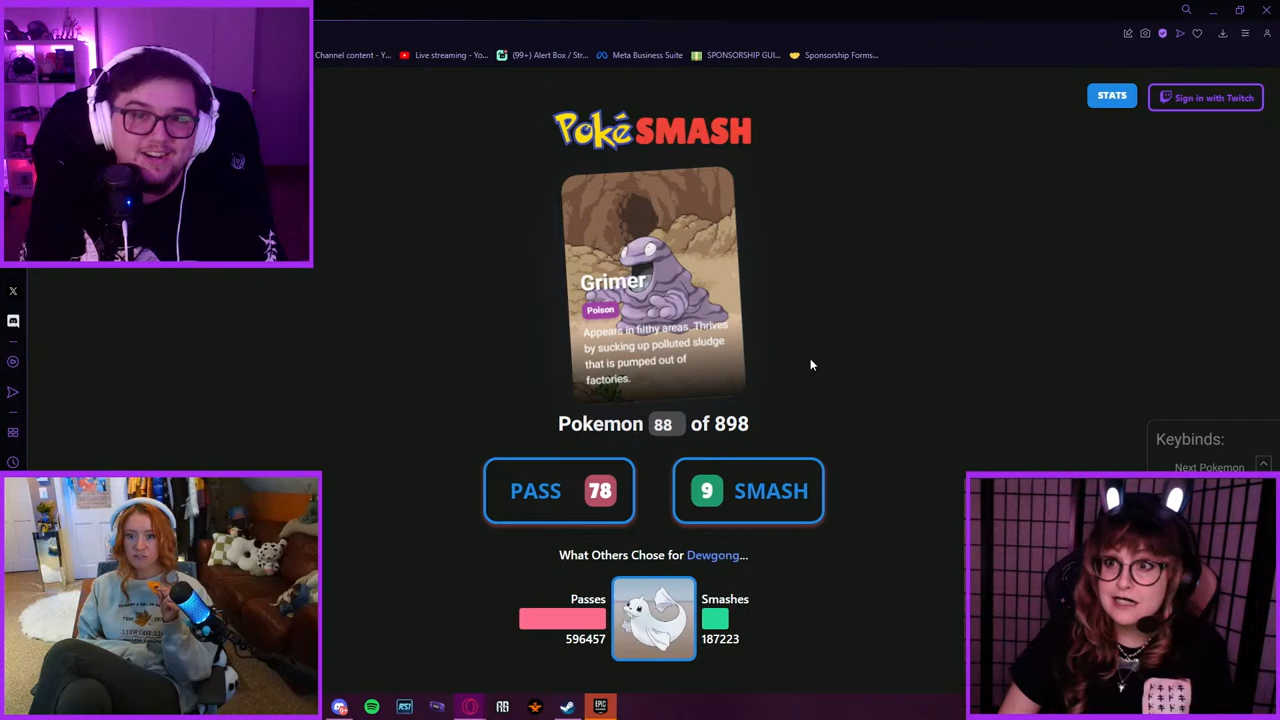 Channel content - Y...
Live streaming - Yo...
(99+) Alert Box / Str...
Meta Business Suite
SPONSORSHIP GUI...
Sponsorship Forms...
STATS
Sign in with Twitch
PokéSMASH
Grimer
Poison
Appears in filthy areas. Thrives
by sucking up polluted sludge
that is pumped out of
factories.
Pokemon 88 of 898
PASS 78
9 SMASH
Keybinds:
Next Pokemon
What Others Chose for Dewgong...
Passes
596457
Smashes
187223
RSI
EPIC